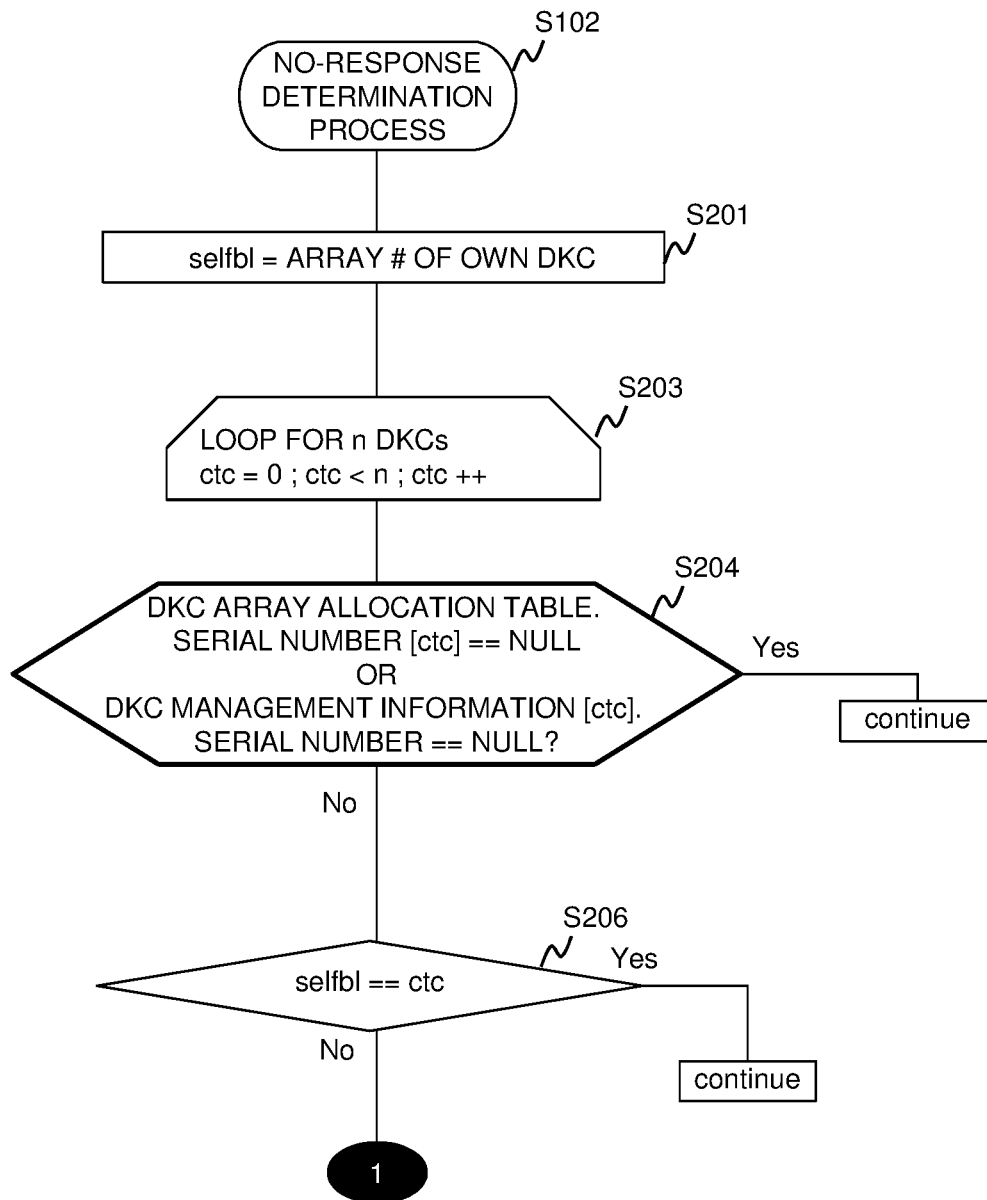 S102
NO-RESPONSE
DETERMINATION
PROCESS
S201
selfbl = ARRAY # OF OWN DKC
S203
LOOP FOR n DKCs
ctc = 0 ; ctc < n ; ctc ++
S204
DKC ARRAY ALLOCATION TABLE.
SERIAL NUMBER [ctc] == NULL
OR
DKC MANAGEMENT INFORMATION [ctc].
SERIAL NUMBER == NULL?
Yes
continue
No
S206
selfbl == ctc
Yes
continue
No
1